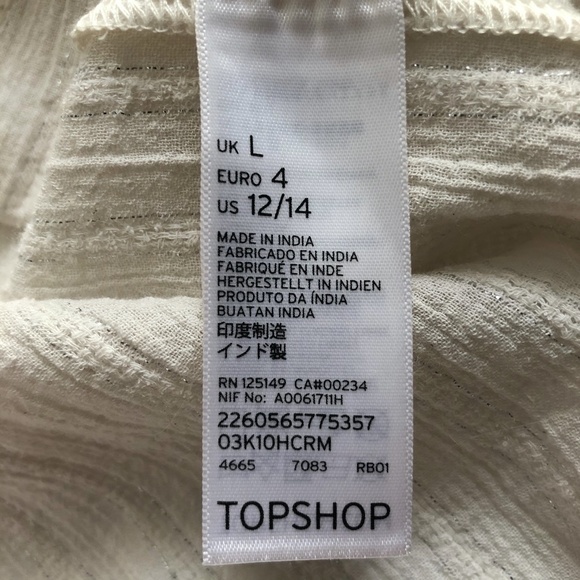 UK L
EURO 4
US 12/14
MADE IN INDIA
FABRICADO EN INDIA
FABRIQUÉ EN INDE
HERGESTELLT IN INDIEN
PRODUTO DA ÍNDIA
BUATAN INDIA
印度制造
インド製
RN 125149 CA#00234
NIF No: A0061711H
2260565775357
03K10HCRM
4665 7083 RB01
TOPSHOP